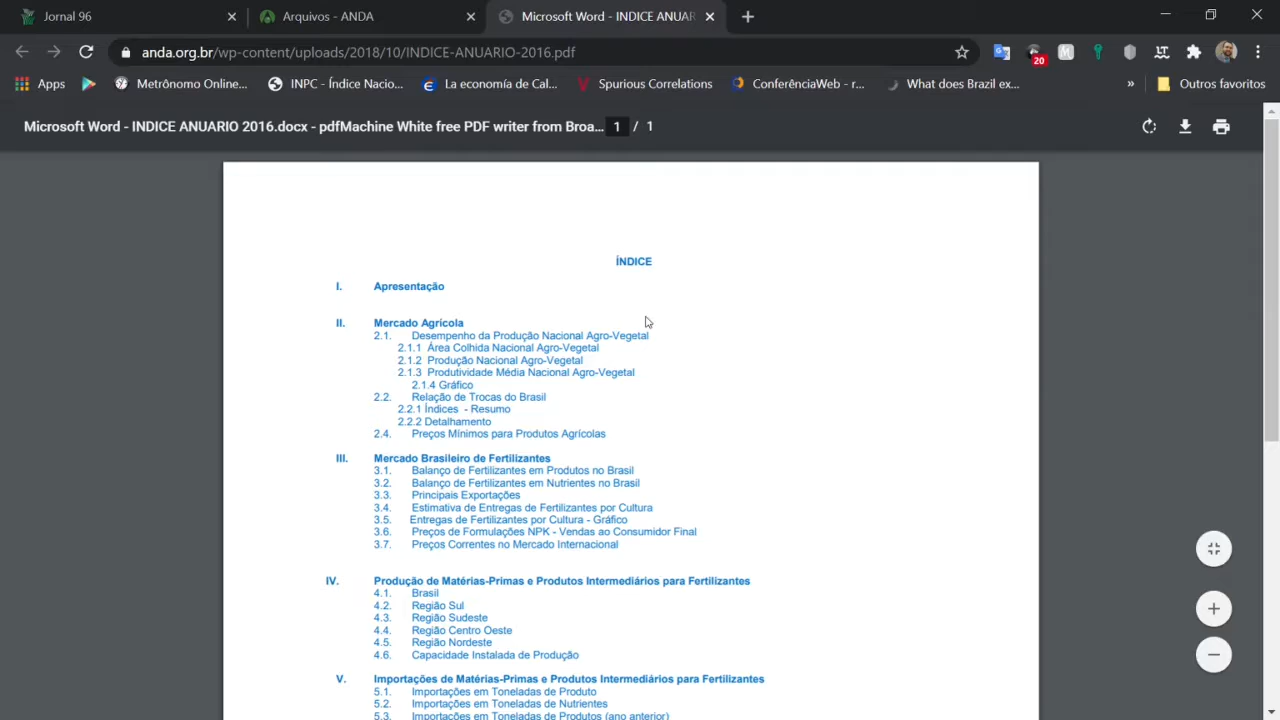 Jornal 96
Arquivos - ANDA
Microsoft Word - INDICE ANUAR
anda.org.br/wp-content/uploads/2018/10/INDICE-ANUARIO-2016.pdf
20
M
Apps
Metrônomo Online...
INPC - Índice Nacio...
La economía de Cal...
Spurious Correlations
ConferênciaWeb - r...
What does Brazil ex...
»
Outros favoritos
Microsoft Word - INDICE ANUARIO 2016.docx - pdfMachine White free PDF writer from Broa...
1 / 1
ÍNDICE
I. Apresentação
II. Mercado Agrícola
2.1. Desempenho da Produção Nacional Agro-Vegetal
2.1.1 Área Colhida Nacional Agro-Vegetal
2.1.2 Produção Nacional Agro-Vegetal
2.1.3 Produtividade Média Nacional Agro-Vegetal
2.1.4 Gráfico
2.2. Relação de Trocas do Brasil
2.2.1 Índices - Resumo
2.2.2 Detalhamento
2.4. Preços Mínimos para Produtos Agrícolas
III. Mercado Brasileiro de Fertilizantes
3.1. Balanço de Fertilizantes em Produtos no Brasil
3.2. Balanço de Fertilizantes em Nutrientes no Brasil
3.3. Principais Exportações
3.4. Estimativa de Entregas de Fertilizantes por Cultura
3.5. Entregas de Fertilizantes por Cultura - Gráfico
3.6. Preços de Formulações NPK - Vendas ao Consumidor Final
3.7. Preços Correntes no Mercado Internacional
IV. Produção de Matérias-Primas e Produtos Intermediários para Fertilizantes
4.1. Brasil
4.2. Região Sul
4.3. Região Sudeste
4.4. Região Centro Oeste
4.5. Região Nordeste
4.6. Capacidade Instalada de Produção
V. Importações de Matérias-Primas e Produtos Intermediários para Fertilizantes
5.1. Importações em Toneladas de Produto
5.2. Importações em Toneladas de Nutrientes
5.3. Importações em Toneladas de Produtos (ano anterior)